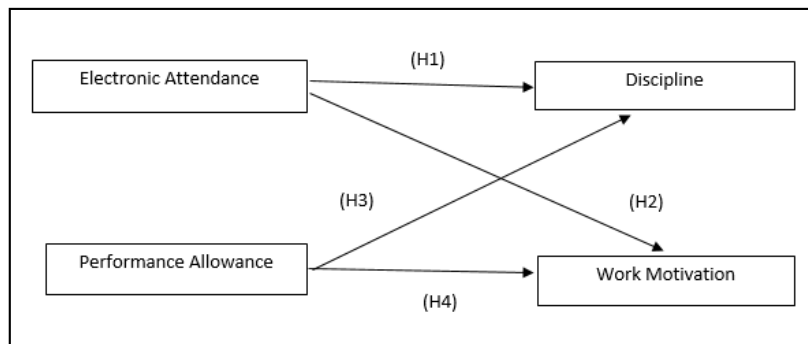 (H1)
Electronic Attendance
Discipline
(H3)
(H2)
Performance Allowance
Work Motivation
(H4)